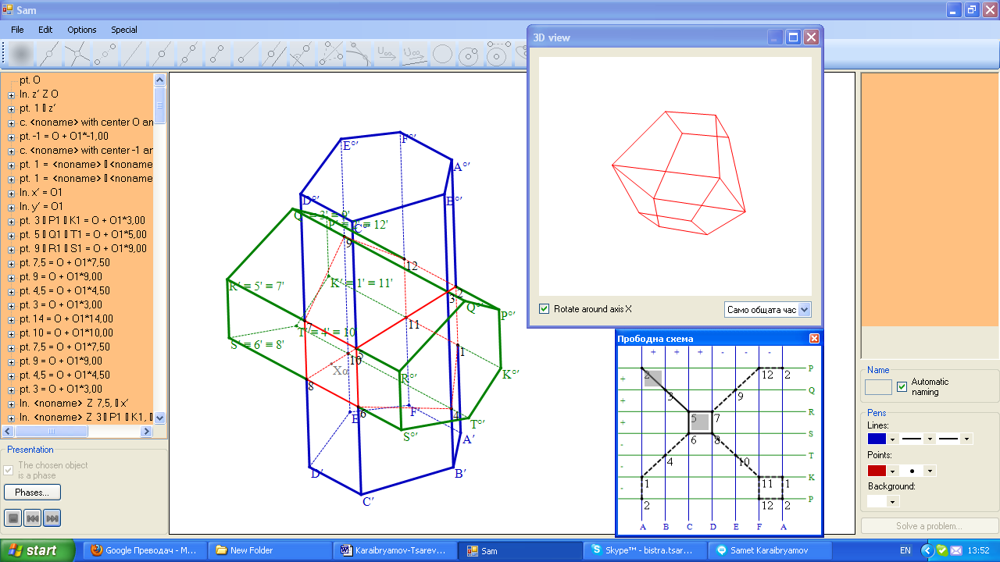 Sam
File Edit Options Special
pt. O
ln. z′ Z O
pt. 1 z′
c. <noname> with center O an
pt. -1 = O + O1*-1,00
c. <noname> with center -1 an
pt. 1 = <noname> <noname
pt. 1 = <noname> <noname
ln. x′ = O1
ln. y′ = O1
pt. 3 P1 K1 = O + O1*3,00
pt. 5 Q1 T1 = O + O1*5,00
pt. 9 R1 S1 = O + O1*9,00
pt. 7,5 = O + O1*7,50
pt. 9 = O + O1*9,00
pt. 4,5 = O + O1*4,50
pt. 3 = O + O1*3,00
pt. 14 = O + O1*14,00
pt. 10 = O + O1*10,00
pt. 7,5 = O + O1*7,50
pt. 9 = O + O1*9,00
pt. 4,5 = O + O1*4,50
pt. 3 = O + O1*3,00
ln. <noname> Z 7,5, x′
ln. <noname> Z 3 P1 K1,
Presentation
The chosen object
is a phase
Phases...
E°′ F°′
A°′
D°′ B°′
≡ 3' ≡ 9'
≡ 12'
9
12
K′ ≡ 1' ≡ 11'
R′ ≡ 5' ≡ 7'
2
3
Q°′
P°′
7
11
T′ ≡ 4' ≡ 10
S′ ≡ 6' ≡ 8'
5
1
10
Xα
K°′
R°′
8
E
6
F
4
T°′
S°′
A′
D′
B′
C′
3D view
Rotate around axis X
Само общата час
Прободна схема
+ + + - - -
P
2 12 2
+
Q
3 9
+
R
5 7
+
S
6 8
-
T
4 10
-
K
1 11 1
-
P
2 12 2
A B C D E F A
Name
Automatic
naming
Pens
Lines:
Points:
Background:
Solve a problem...
start
Google Преводач - M...
New Folder
Karaibryamov-Tsarev...
Sam
Skype™ - bistra.tsar...
Samet Karaibryamov
EN
13:52